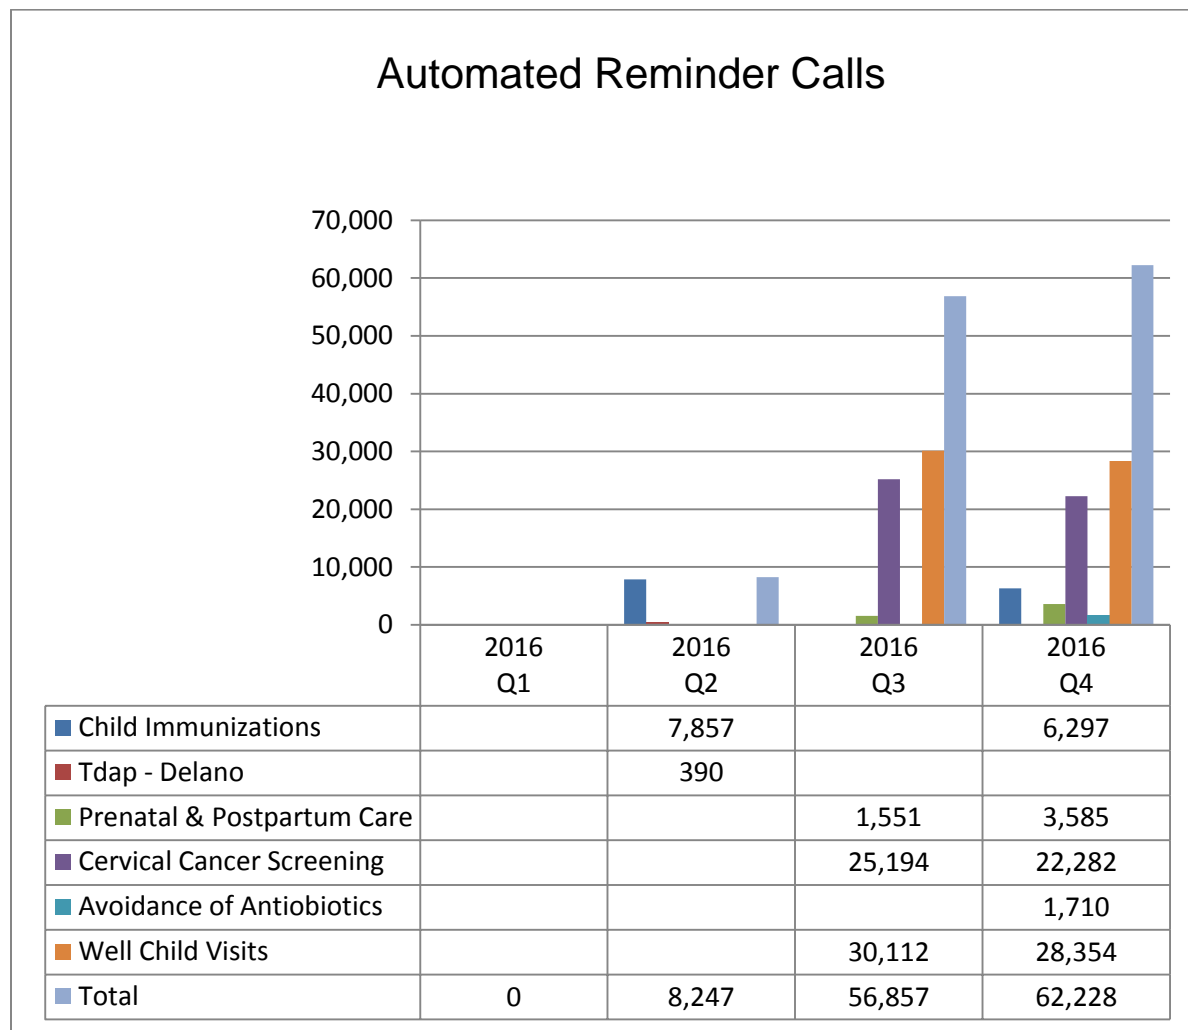 Automated Reminder Calls
70,000
60,000
50,000
40,000
30,000
20,000
10,000
0
2016 2016 2016 2016
Q1 Q2 Q3 Q4
Child Immunizations 7,857 6,297
Tdap - Delano 390
Prenatal & Postpartum Care 1,551 3,585
Cervical Cancer Screening 25,194 22,282
Avoidance of Antiobiotics 1,710
Well Child Visits 30,112 28,354
Total 0 8,247 56,857 62,228